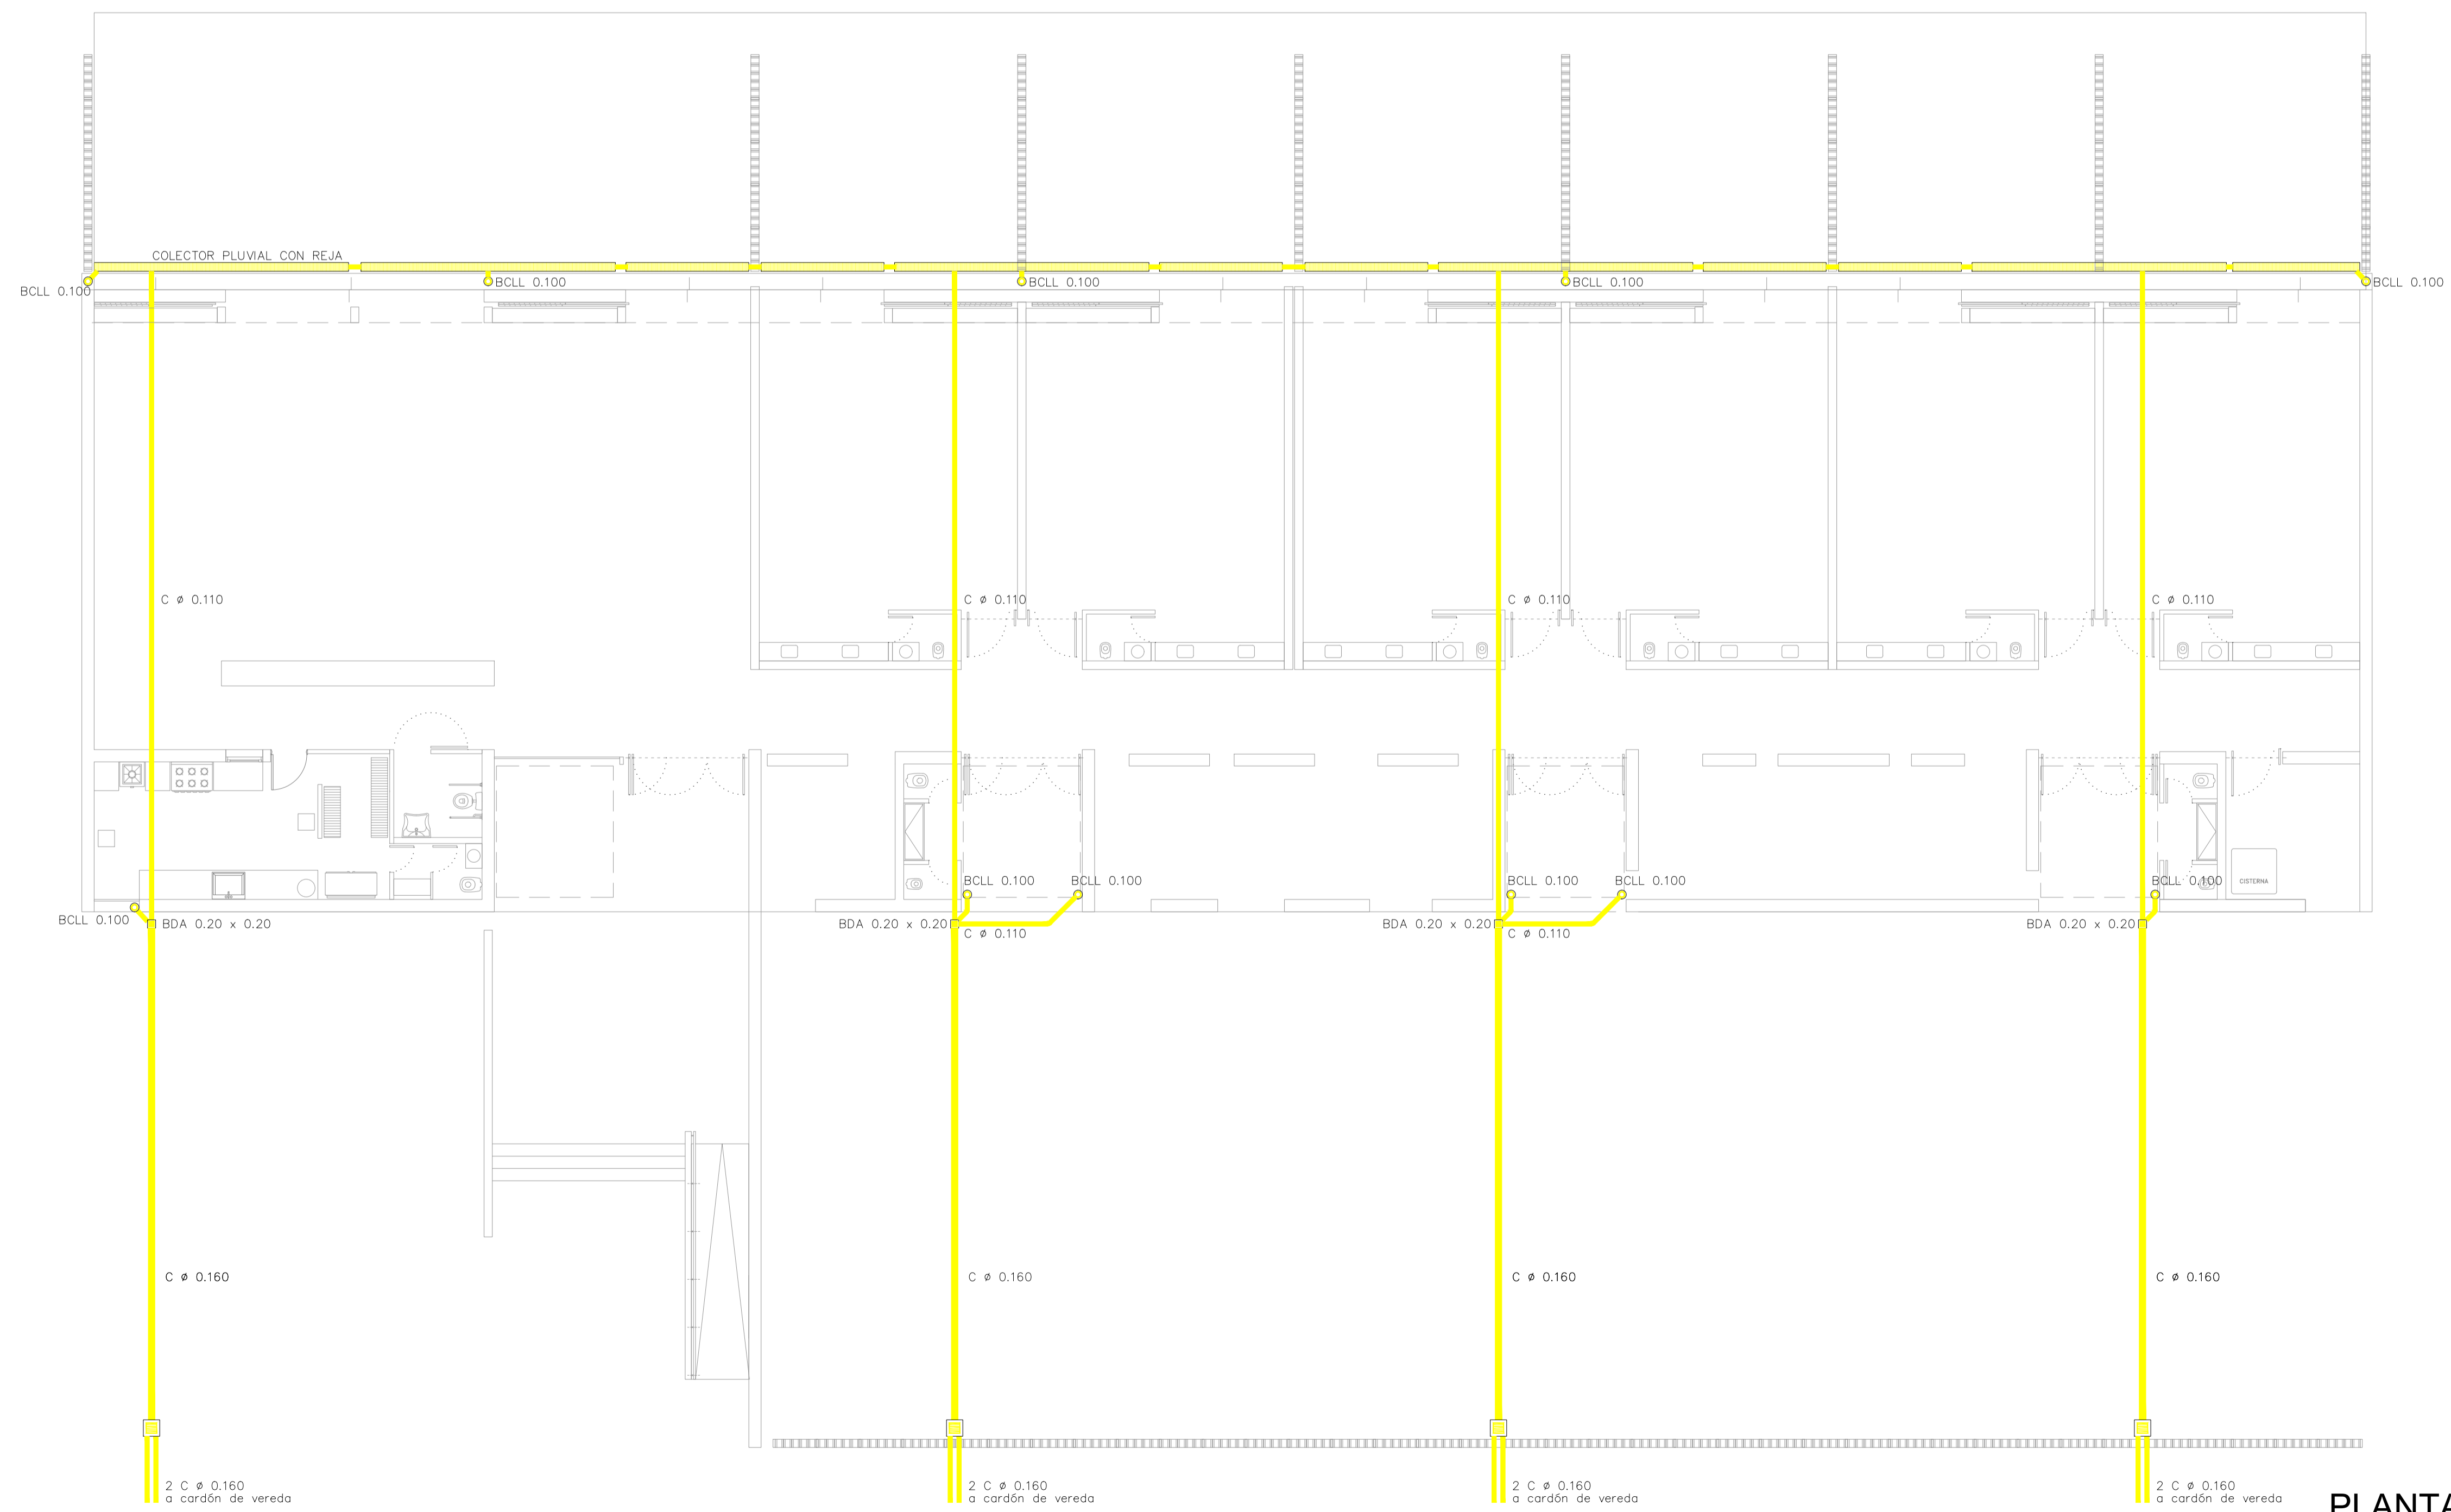 COLECTOR PLUVIAL CON REJA
BCLL 0.100
BCLL 0.100
BCLL 0.100
BCLL 0.100
BCLL 0.100
C ø 0.110
C ø 0.110
C ø 0.110
C ø 0.110
BCLL 0.100
BCLL 0.100
BCLL 0.100
BCLL 0.100
BCLL 0.100
CISTERNA
BCLL 0.100
BDA 0.20 x 0.20
BDA 0.20 x 0.20
BDA 0.20 x 0.20
BDA 0.20 x 0.20
C ø 0.110
C ø 0.110
C ø 0.160
C ø 0.160
C ø 0.160
C ø 0.160
2 C ø 0.160
a cardón de vereda
2 C ø 0.160
a cardón de vereda
2 C ø 0.160
a cardón de vereda
2 C ø 0.160
a cardón de vereda
PLANTA